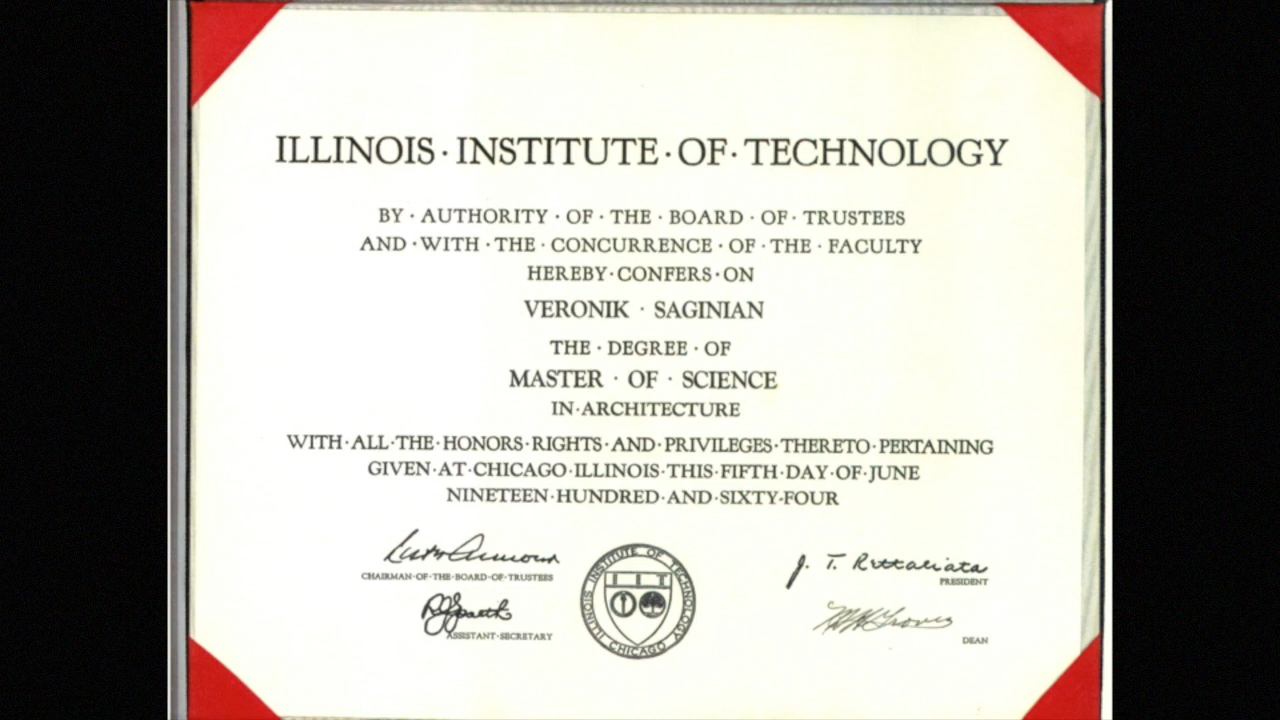 ILLINOIS · INSTITUTE · OF · TECHNOLOGY
BY · AUTHORITY · OF · THE · BOARD · OF · TRUSTEES
AND · WITH · THE · CONCURRENCE · OF · THE · FACULTY
HEREBY · CONFERS · ON
VERONIK · SAGINIAN
THE · DEGREE · OF
MASTER · OF · SCIENCE
IN · ARCHITECTURE
WITH · ALL · THE · HONORS · RIGHTS · AND · PRIVILEGES · THERETO · PERTAINING
GIVEN · AT · CHICAGO · ILLINOIS · THIS · FIFTH · DAY · OF · JUNE
NINETEEN · HUNDRED · AND · SIXTY-FOUR
CHAIRMAN · OF · THE · BOARD · OF · TRUSTEES
ASSISTANT · SECRETARY
ILLINOIS INSTITUTE OF TECHNOLOGY
IIT
CHICAGO
J. T. Rettaliata
PRESIDENT
DEAN